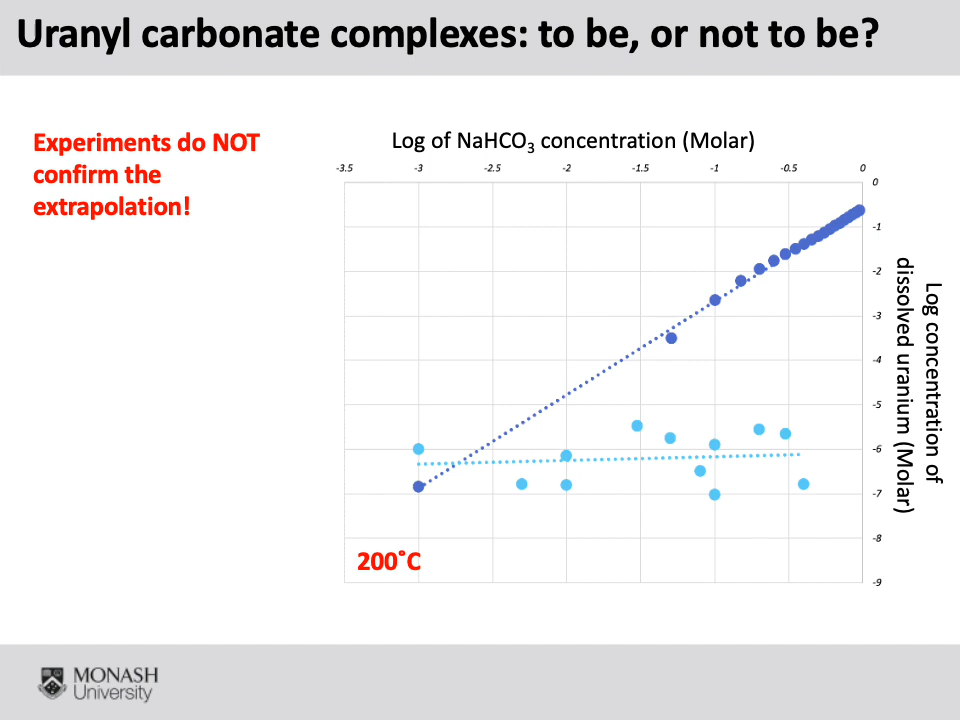 Uranyl carbonate complexes: to be, or not to be?
Experiments do NOT
confirm the
extrapolation!
Log of NaHCO₃ concentration (Molar)
-3.5 -3 -2.5 -2 -1.5 -1 -0.5 0
0
-1
-2
-3
-4
-5
-6
-7
-8
-9
Log concentration of
dissolved uranium (Molar)
200°C
MONASH
University